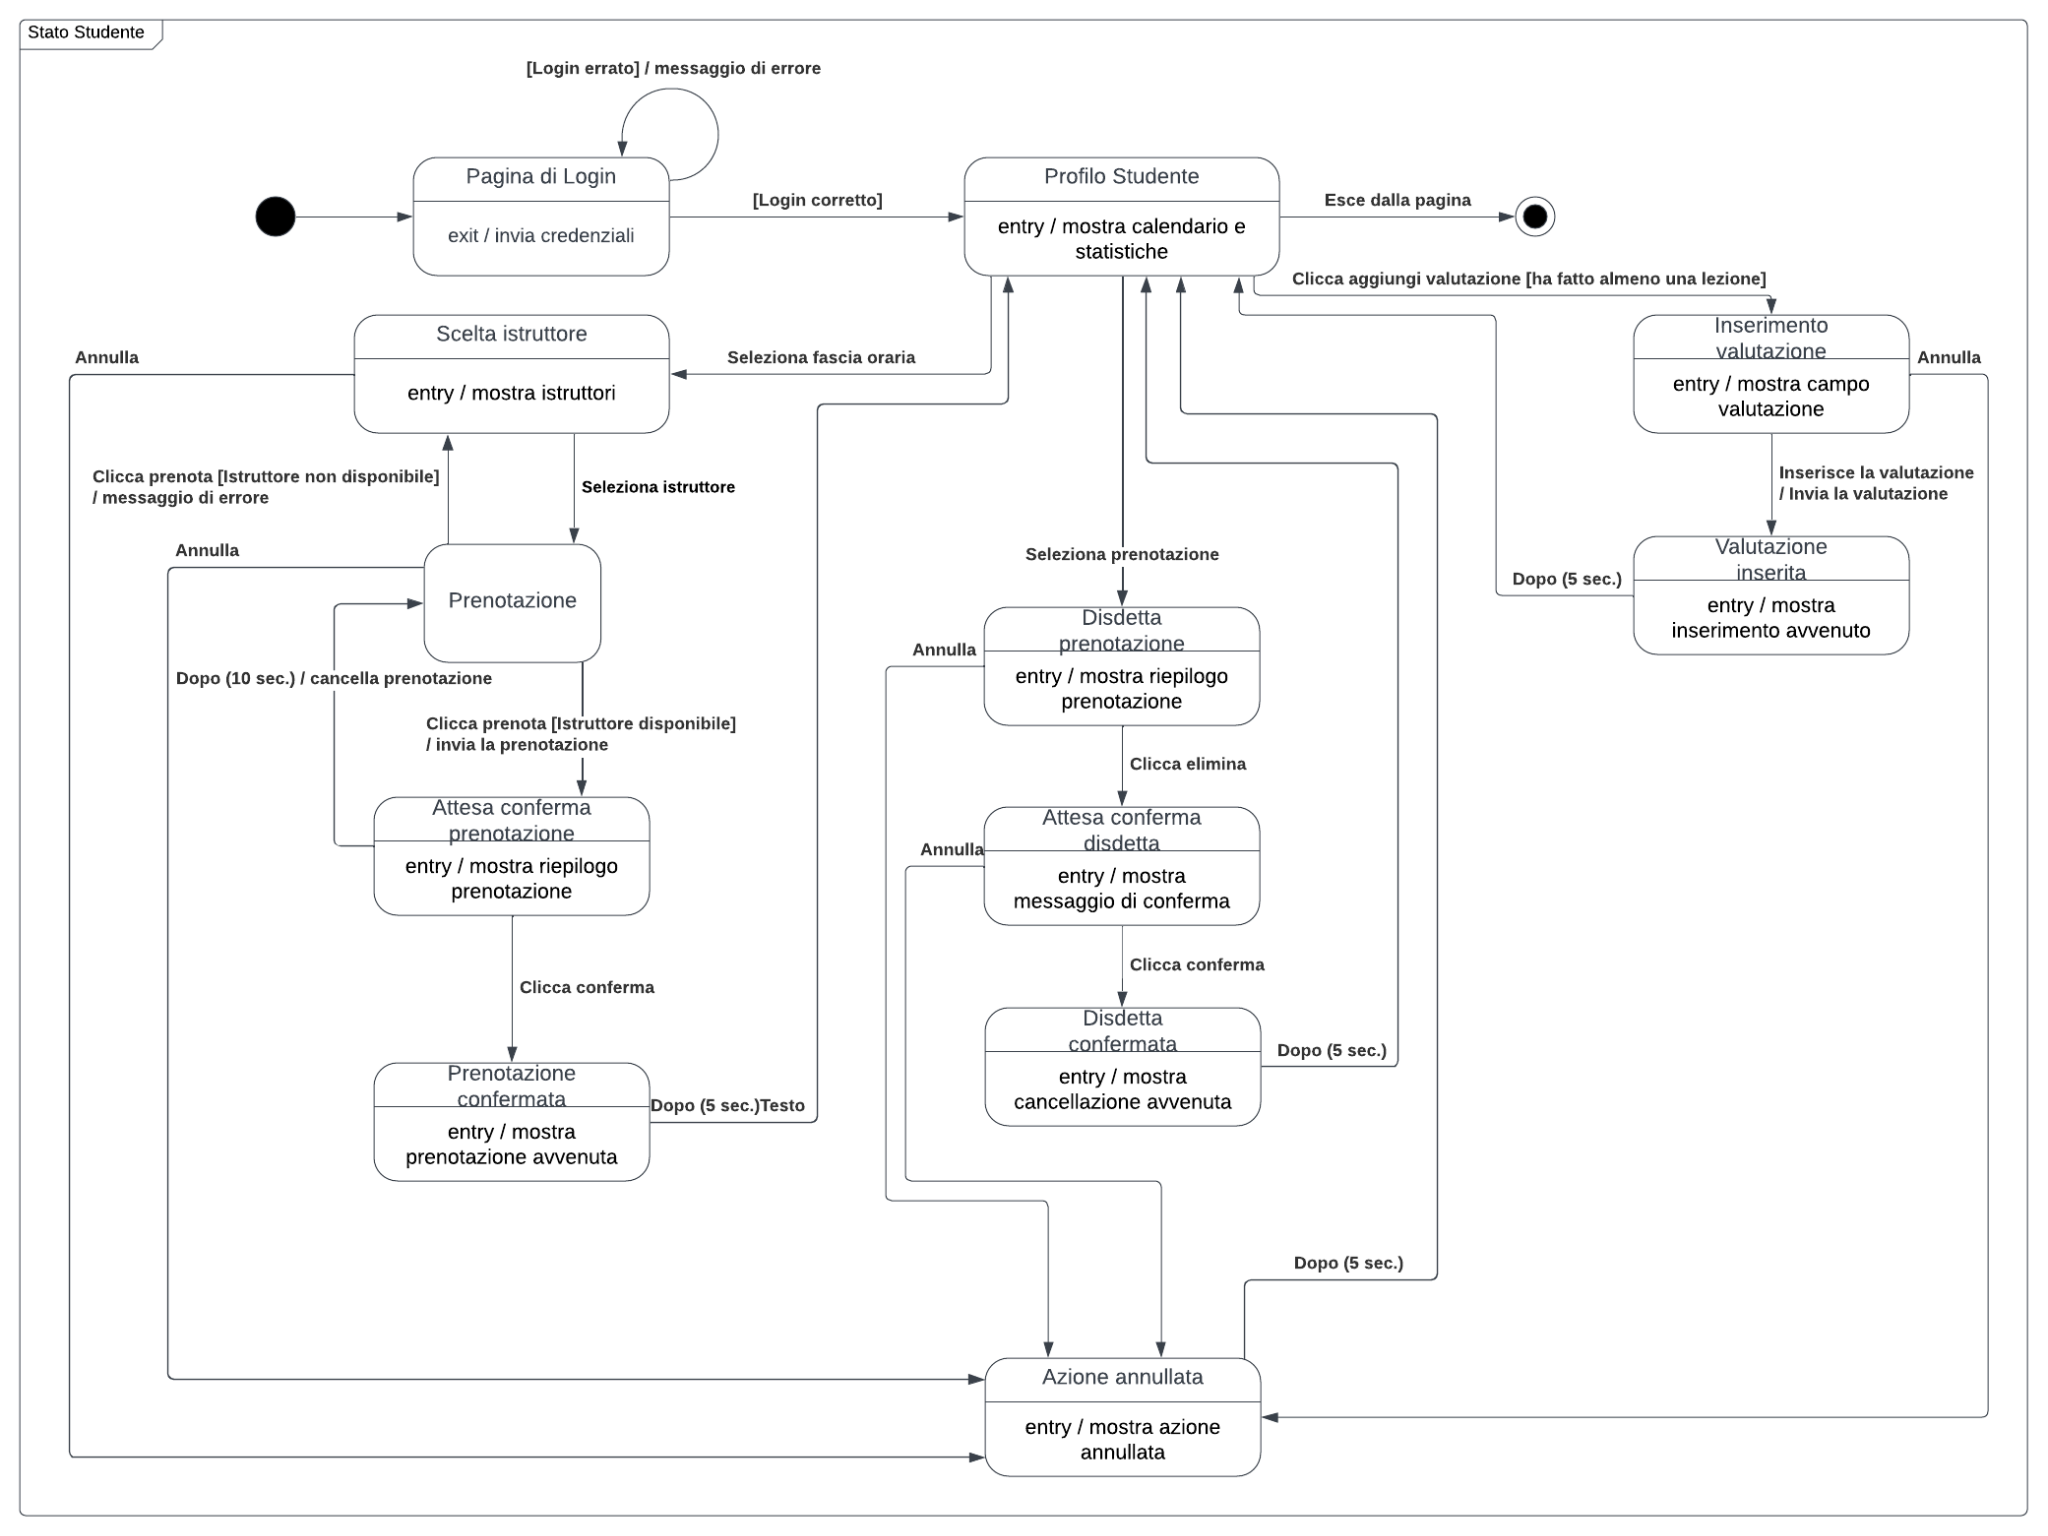 Stato Studente
[Login errato] / messaggio di errore
Pagina di Login
exit / invia credenziali
[Login corretto]
Profilo Studente
entry / mostra calendario e
statistiche
Esce dalla pagina
Clicca aggiungi valutazione [ha fatto almeno una lezione]
Scelta istruttore
entry / mostra istruttori
Annulla
Seleziona fascia oraria
Inserimento
valutazione
entry / mostra campo
valutazione
Annulla
Clicca prenota [Istruttore non disponibile]
/ messaggio di errore
Seleziona istruttore
Inserisce la valutazione
/ Invia la valutazione
Annulla
Prenotazione
Seleziona prenotazione
Valutazione
inserita
entry / mostra
inserimento avvenuto
Dopo (5 sec.)
Disdetta
prenotazione
entry / mostra riepilogo
prenotazione
Annulla
Dopo (10 sec.) / cancella prenotazione
Clicca prenota [Istruttore disponibile]
/ invia la prenotazione
Clicca elimina
Attesa conferma
prenotazione
entry / mostra riepilogo
prenotazione
Attesa conferma
disdetta
entry / mostra
messaggio di conferma
Annulla
Clicca conferma
Clicca conferma
Disdetta
confermata
entry / mostra
cancellazione avvenuta
Dopo (5 sec.)
Prenotazione
confermata
entry / mostra
prenotazione avvenuta
Dopo (5 sec.)Testo
Dopo (5 sec.)
Azione annullata
entry / mostra azione
annullata